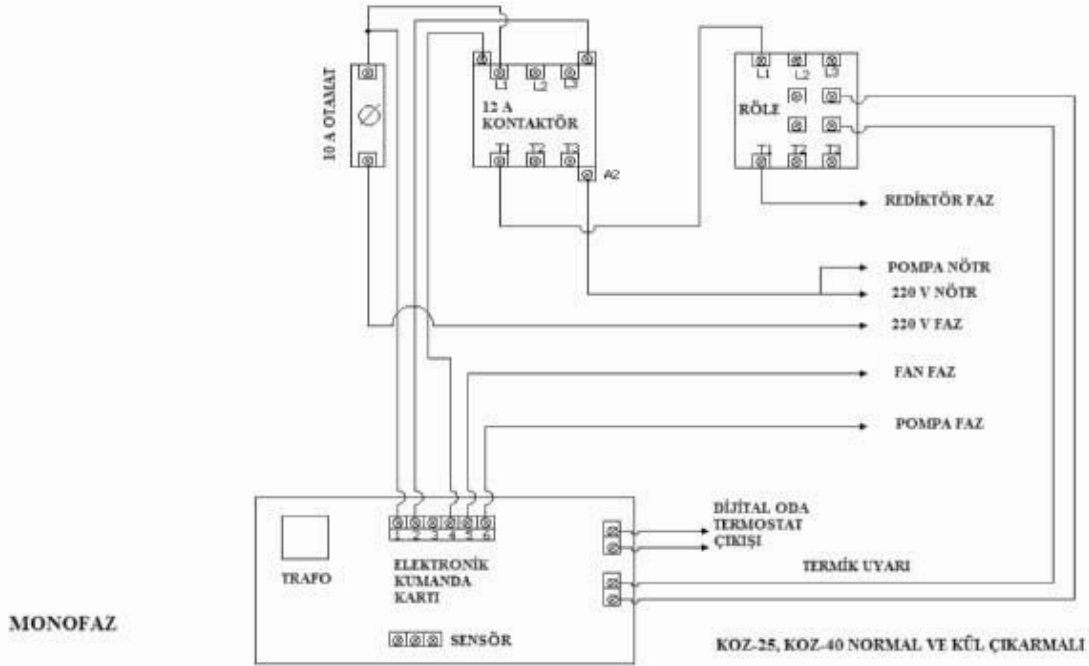 10 A OTAMAT
L1 L2 L3
12 A
KONTAKTÖR
T1 T2 T3
A2
L1 L2 L3
RÖLE
T1 T2 T3
REDİKTÖR FAZ
POMPA NÖTR
220 V NÖTR
220 V FAZ
FAN FAZ
POMPA FAZ
DİJİTAL ODA
TERMOSTAT
ÇIKIŞI
TERMİK UYARI
1 2 3 4 5 6
TRAFO
ELEKTRONİK
KUMANDA
KARTI
SENSÖR
MONOFAZ
KOZ-25, KOZ-40 NORMAL VE KÜL ÇIKARMALI